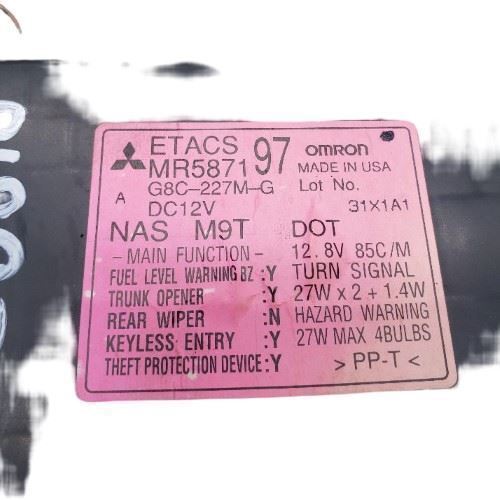 ETACS 97 OMRON
MR5871 MADE IN USA
A G8C-227M-G Lot No.
DC12V 31X1A1
NAS M9T DOT
- MAIN FUNCTION - 12.8V 85C/M
FUEL LEVEL WARNING BZ :Y TURN SIGNAL
TRUNK OPENER :Y 27W x 2 + 1.4W
REAR WIPER :N HAZARD WARNING
KEYLESS ENTRY :Y 27W MAX 4BULBS
THEFT PROTECTION DEVICE :Y > PP-T <